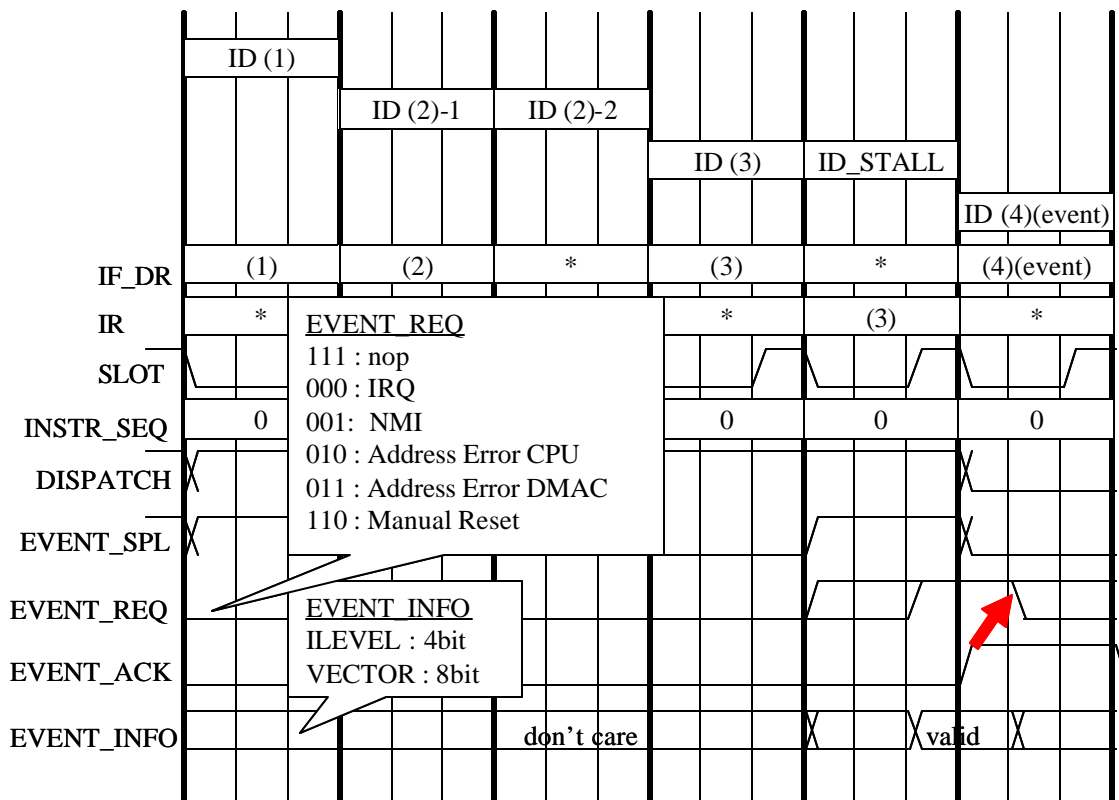 ID (1)
ID (2)-1 ID (2)-2
ID (3) ID_STALL
ID (4)(event)
IF_DR (1) (2) * (3) * (4)(event)
IR * * (3) *
SLOT
INSTR_SEQ 0 0 0 0
DISPATCH
EVENT_SPL
EVENT_REQ
EVENT_ACK
EVENT_INFO don't care valid
EVENT_REQ
111 : nop
000 : IRQ
001: NMI
010 : Address Error CPU
011 : Address Error DMAC
110 : Manual Reset
EVENT_INFO
ILEVEL : 4bit
VECTOR : 8bit